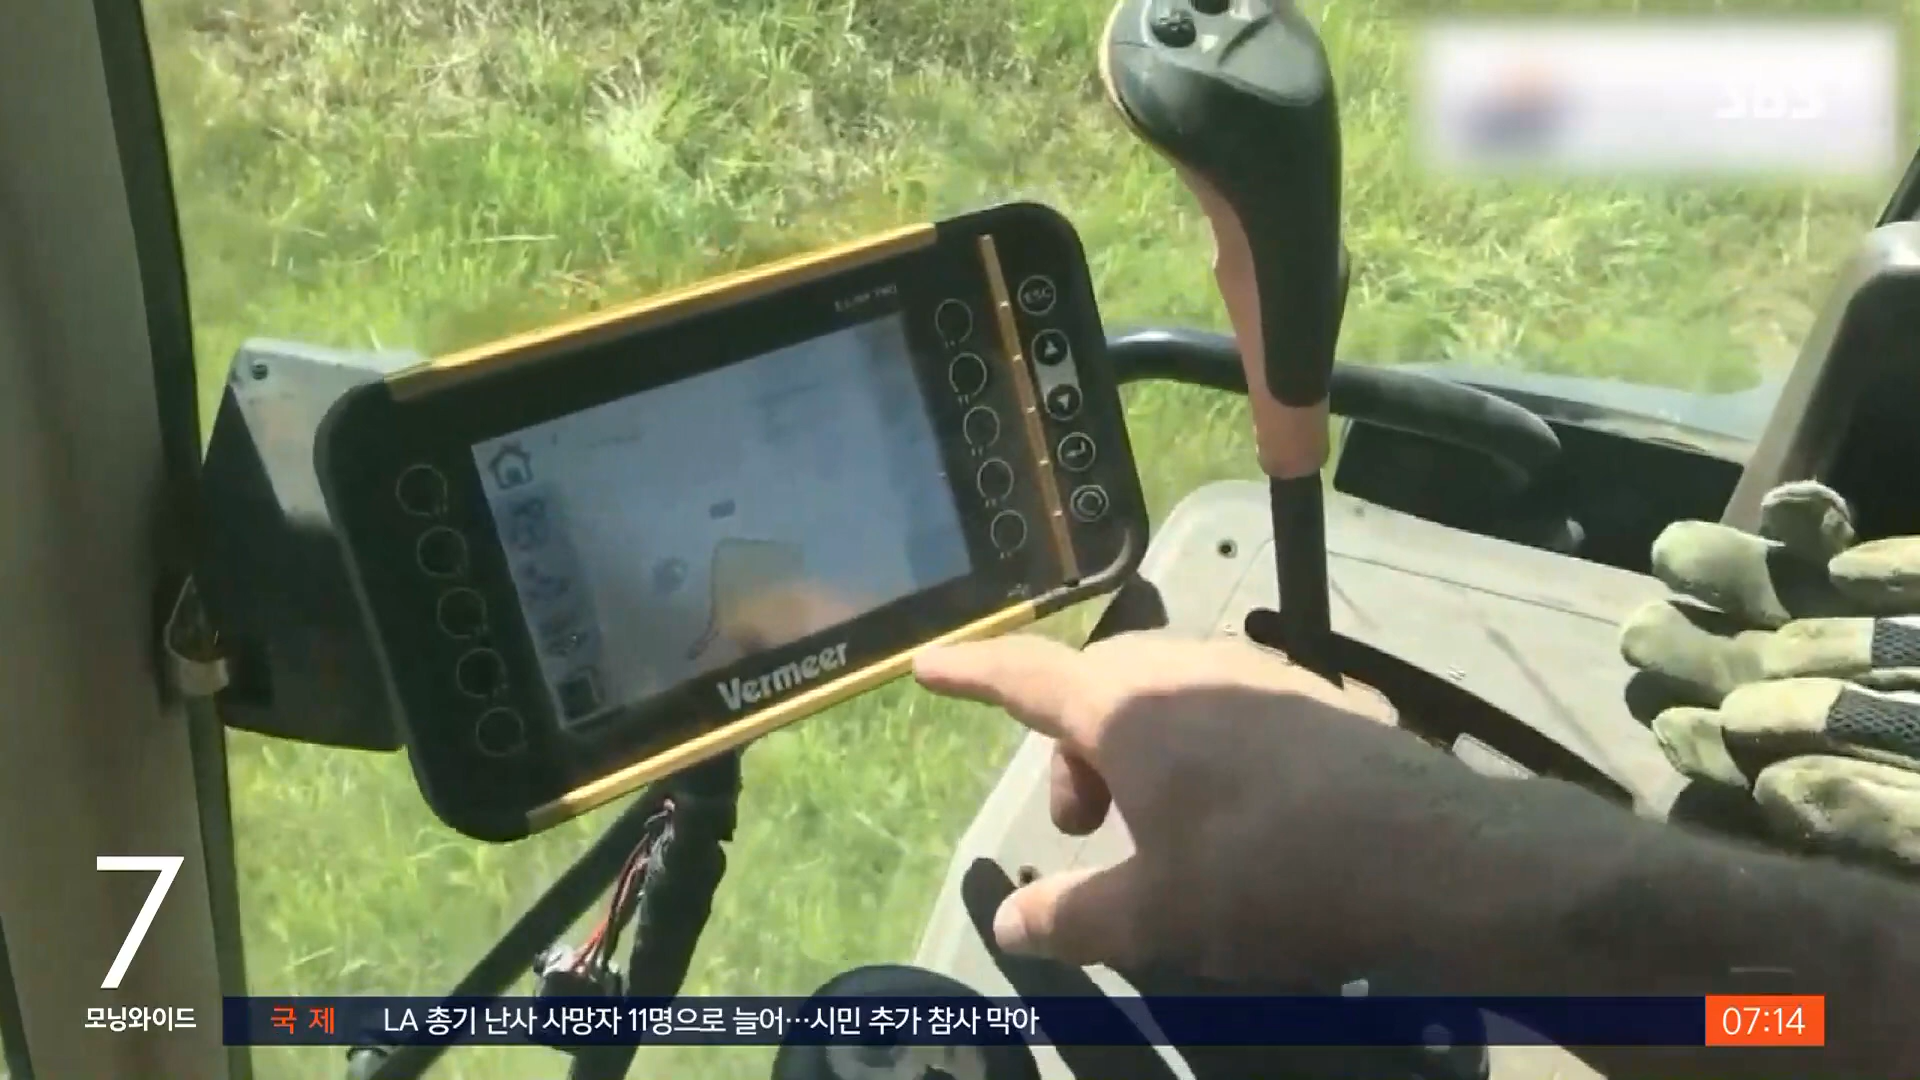 SBS
ESC
Vermeer
7
모닝와이드
국제
LA 총기 난사 사망자 11명으로 늘어…시민 추가 참사 막아
07:14